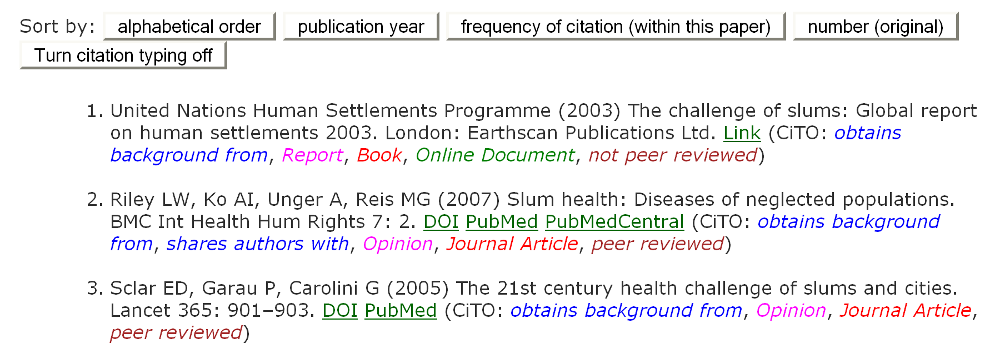 Sort by: alphabetical order publication year frequency of citation (within this paper) number (original)
Turn citation typing off
1. United Nations Human Settlements Programme (2003) The challenge of slums: Global report
on human settlements 2003. London: Earthscan Publications Ltd. Link (CiTO: obtains
background from, Report, Book, Online Document, not peer reviewed)
2. Riley LW, Ko AI, Unger A, Reis MG (2007) Slum health: Diseases of neglected populations.
BMC Int Health Hum Rights 7: 2. DOI PubMed PubMedCentral (CiTO: obtains background
from, shares authors with, Opinion, Journal Article, peer reviewed)
3. Sclar ED, Garau P, Carolini G (2005) The 21st century health challenge of slums and cities.
Lancet 365: 901–903. DOI PubMed (CiTO: obtains background from, Opinion, Journal Article,
peer reviewed)